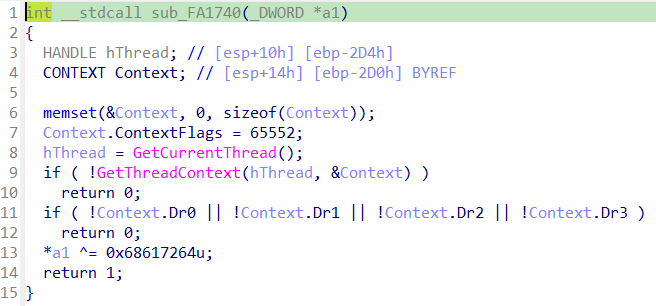 1 int __stdcall sub_FA1740(_DWORD *a1)
2 {
3 HANDLE hThread; // [esp+10h] [ebp-2D4h]
4 CONTEXT Context; // [esp+14h] [ebp-2D0h] BYREF
5
6 memset(&Context, 0, sizeof(Context));
7 Context.ContextFlags = 65552;
8 hThread = GetCurrentThread();
9 if ( !GetThreadContext(hThread, &Context) )
10 return 0;
11 if ( !Context.Dr0 || !Context.Dr1 || !Context.Dr2 || !Context.Dr3 )
12 return 0;
13 *a1 ^= 0x68617264u;
14 return 1;
15 }